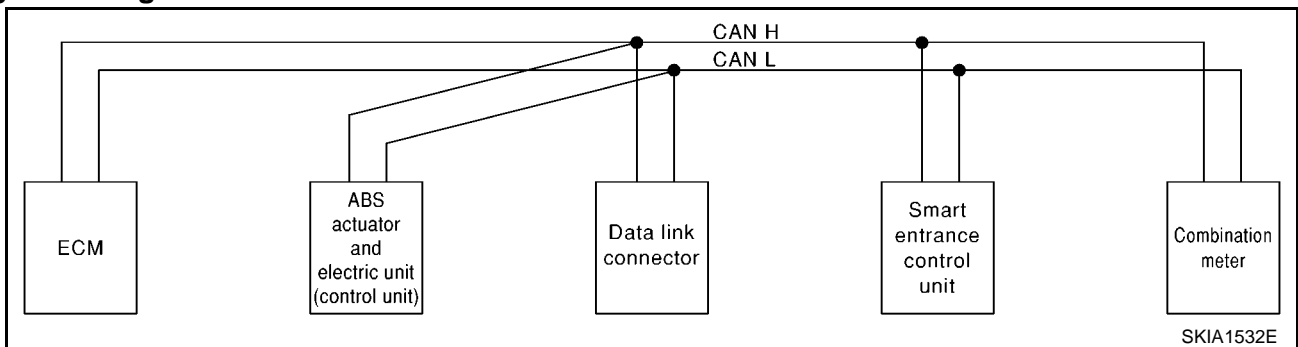 CAN H
CAN L
ECM
ABS
actuator
and
electric unit
(control unit)
Data link
connector
Smart
entrance
control
unit
Combination
meter
SKIA1532E